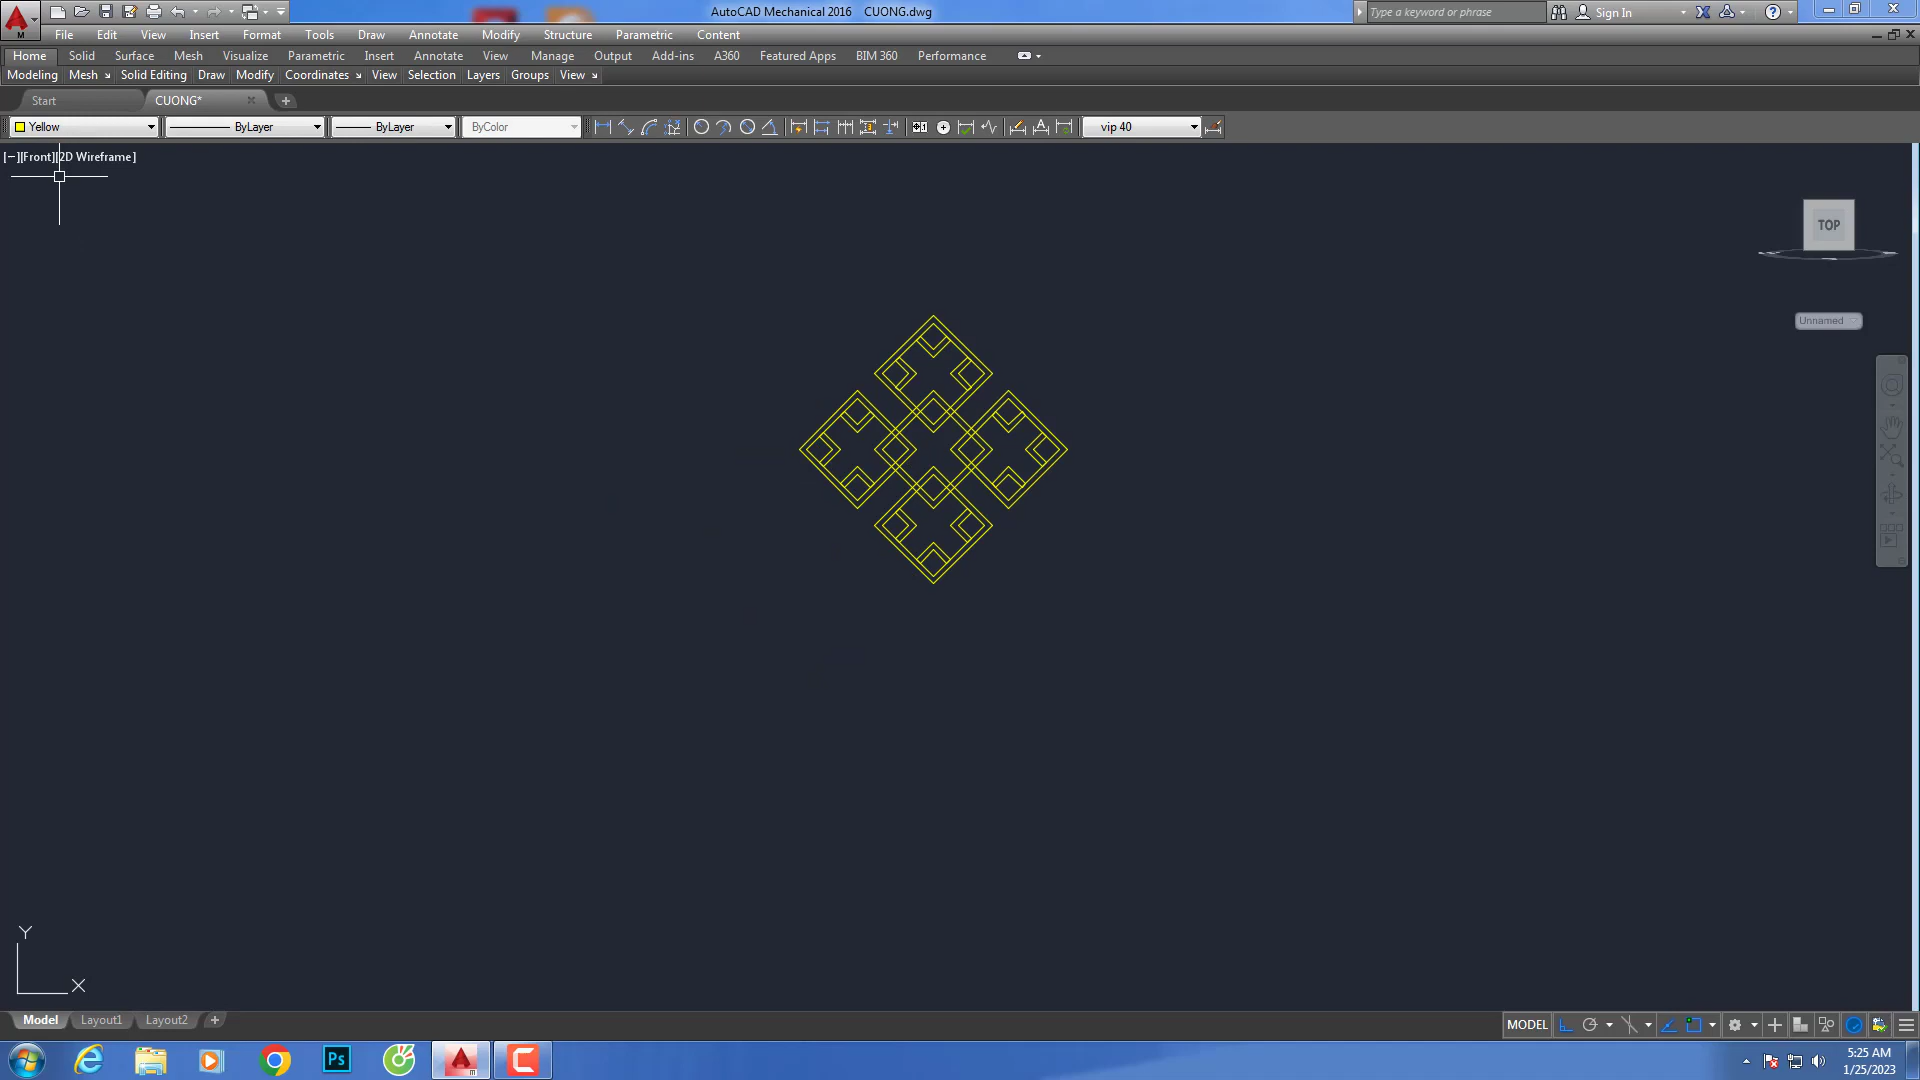 AutoCAD Mechanical 2016 CUONG.dwg
Type a keyword or phrase
Sign In
M
File Edit View Insert Format Tools Draw Annotate Modify Structure Parametric Content
Home Solid Surface Mesh Visualize Parametric Insert Annotate View Manage Output Add-ins A360 Featured Apps BIM 360 Performance
Modeling Mesh Solid Editing Draw Modify Coordinates View Selection Layers Groups View
Start CUONG*
Yellow ByLayer ByLayer ByColor vip 40
[−][Front][2D Wireframe]
TOP
Unnamed
Y
X
Model Layout1 Layout2
MODEL
Ps
5:25 AM
1/25/2023